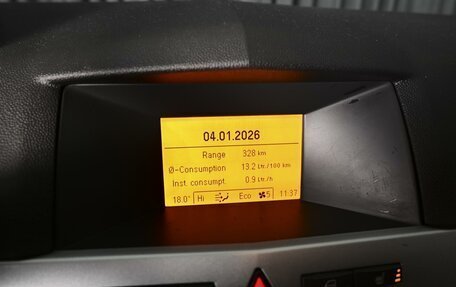 04.01.2026
Range 328 km
Ø-Consumption 13.2 Ltr./100 km
Inst. consumpt. 0.9 Ltr./h
18.0° Hi Eco 5 11:37